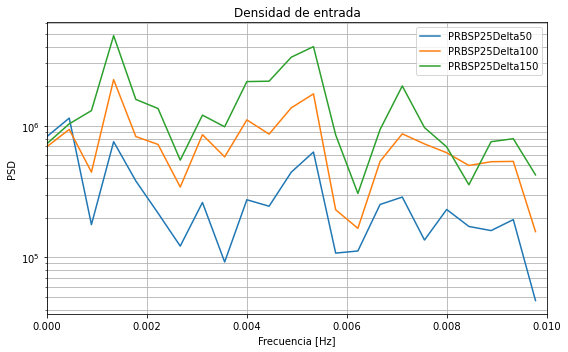 Densidad de entrada
PRBSP25Delta50
PRBSP25Delta100
PRBSP25Delta150
PSD
10⁶
10⁵
0.000 0.002 0.004 0.006 0.008 0.010
Frecuencia [Hz]